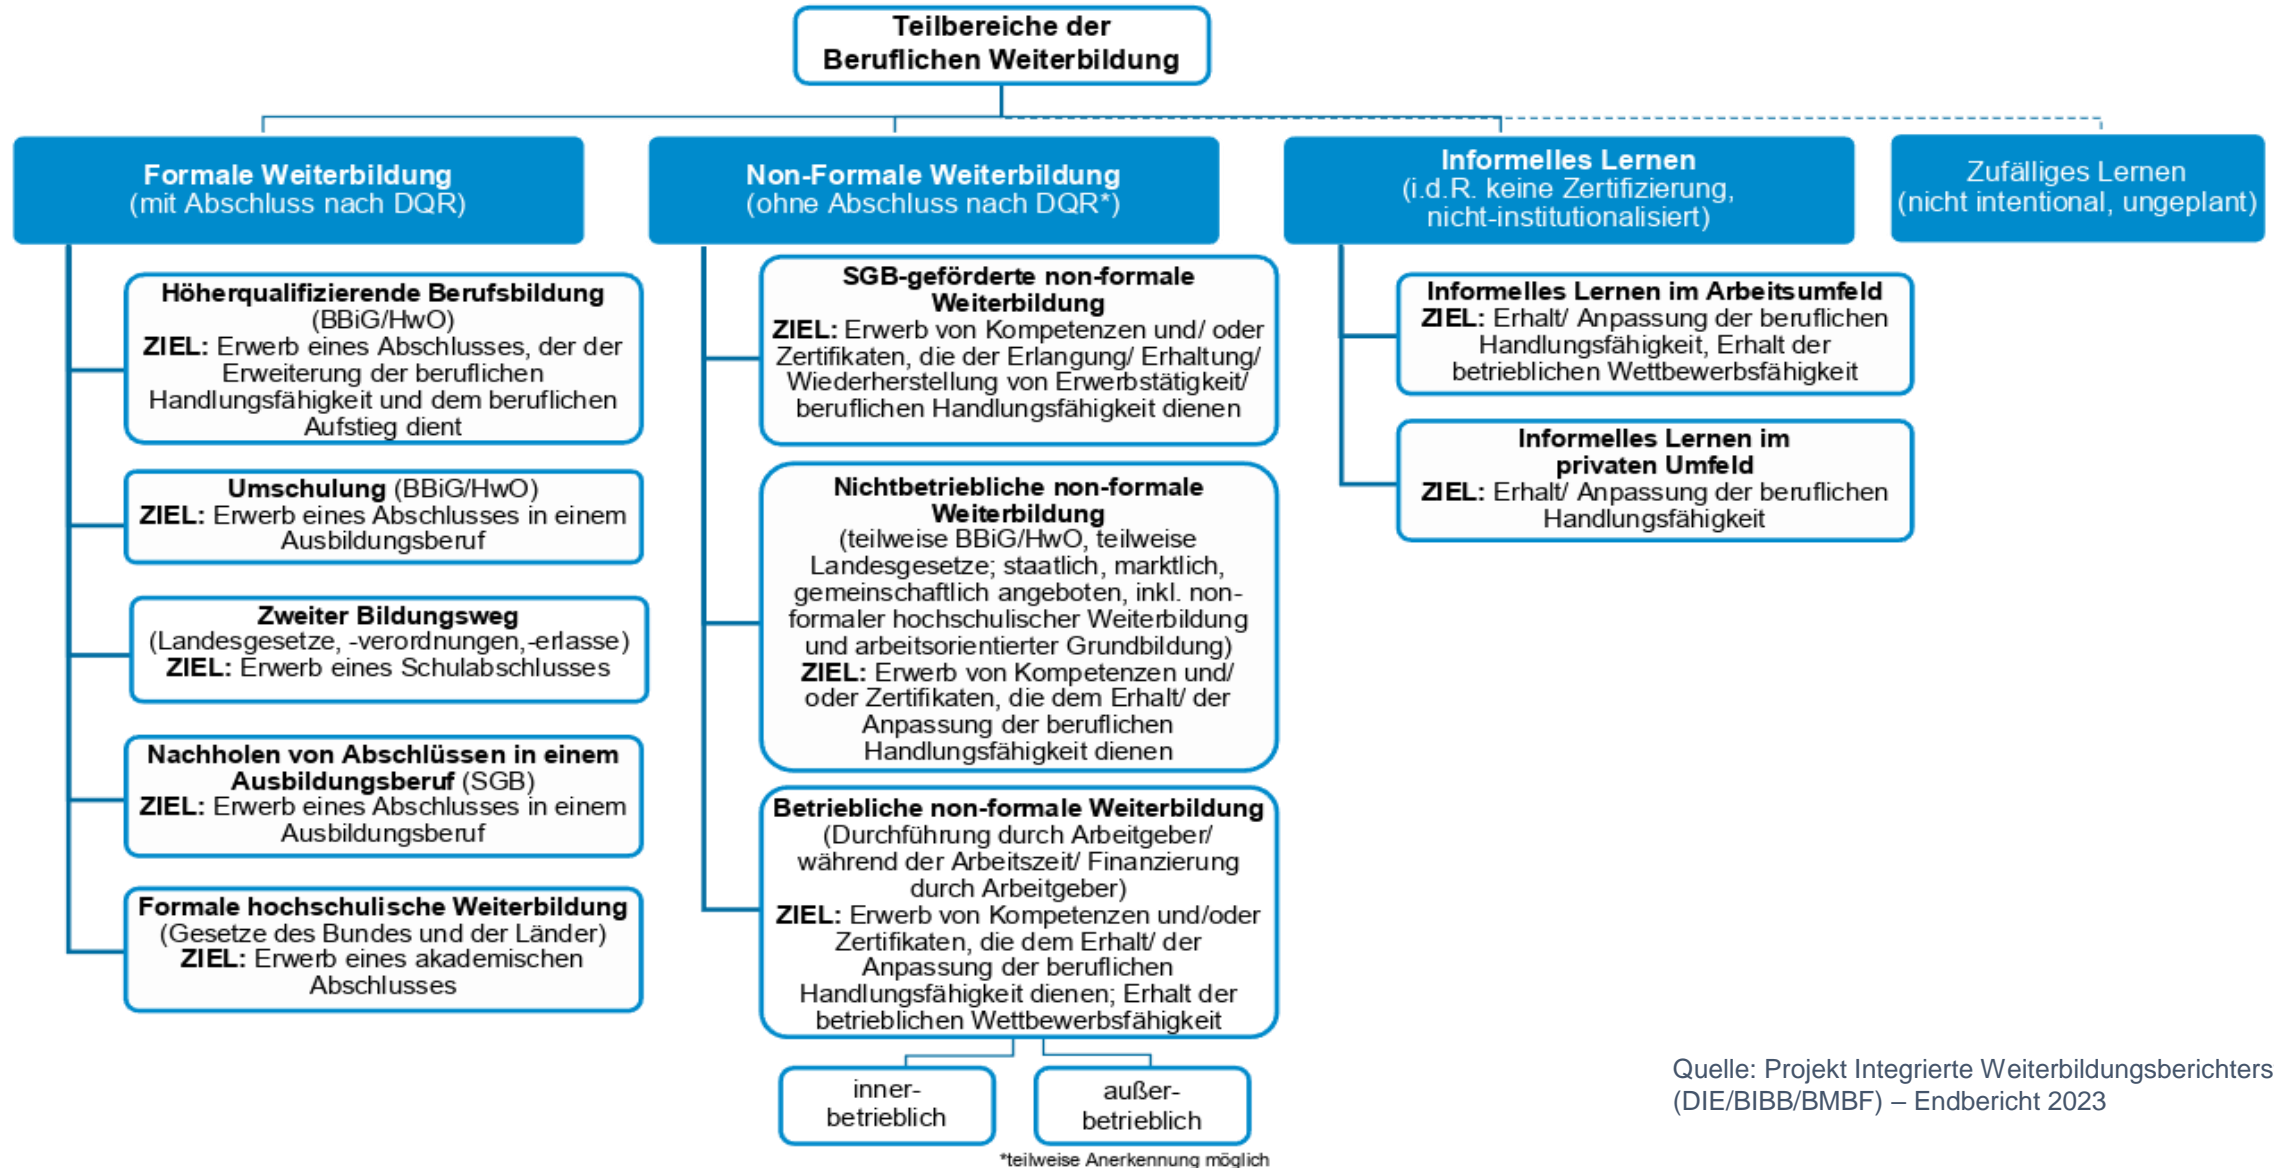 Teilbereiche der
Beruflichen Weiterbildung
Formale Weiterbildung
(mit Abschluss nach DQR)
Höherqualifizierende Berufsbildung
(BBiG/HwO)
ZIEL: Erwerb eines Abschlusses, der der
Erweiterung der beruflichen
Handlungsfähigkeit und dem beruflichen
Aufstieg dient
Umschulung (BBiG/HwO)
ZIEL: Erwerb eines Abschlusses in einem
Ausbildungsberuf
Zweiter Bildungsweg
(Landesgesetze, -verordnungen,-erlasse)
ZIEL: Erwerb eines Schulabschlusses
Nachholen von Abschlüssen in einem
Ausbildungsberuf (SGB)
ZIEL: Erwerb eines Abschlusses in einem
Ausbildungsberuf
Formale hochschulische Weiterbildung
(Gesetze des Bundes und der Länder)
ZIEL: Erwerb eines akademischen
Abschlusses
Non-Formale Weiterbildung
(ohne Abschluss nach DQR*)
SGB-geförderte non-formale
Weiterbildung
ZIEL: Erwerb von Kompetenzen und/ oder
Zertifikaten, die der Erlangung/ Erhaltung/
Wiederherstellung von Erwerbstätigkeit/
beruflichen Handlungsfähigkeit dienen
Nichtbetriebliche non-formale
Weiterbildung
(teilweise BBiG/HwO, teilweise
Landesgesetze; staatlich, marktlich,
gemeinschaftlich angeboten, inkl. non-
formaler hochschulischer Weiterbildung
und arbeitsorientierter Grundbildung)
ZIEL: Erwerb von Kompetenzen und/
oder Zertifikaten, die dem Erhalt/ der
Anpassung der beruflichen
Handlungsfähigkeit dienen
Betriebliche non-formale Weiterbildung
(Durchführung durch Arbeitgeber/
während der Arbeitszeit/ Finanzierung
durch Arbeitgeber)
ZIEL: Erwerb von Kompetenzen und/oder
Zertifikaten, die dem Erhalt/ der
Anpassung der beruflichen
Handlungsfähigkeit dienen; Erhalt der
betrieblichen Wettbewerbsfähigkeit
inner-
betrieblich
außer-
betrieblich
*teilweise Anerkennung möglich
Informelles Lernen
(i.d.R. keine Zertifizierung,
nicht-institutionalisiert)
Informelles Lernen im Arbeitsumfeld
ZIEL: Erhalt/ Anpassung der beruflichen
Handlungsfähigkeit, Erhalt der
betrieblichen Wettbewerbsfähigkeit
Informelles Lernen im
privaten Umfeld
ZIEL: Erhalt/ Anpassung der beruflichen
Handlungsfähigkeit
Zufälliges Lernen
(nicht intentional, ungeplant)
Quelle: Projekt Integrierte Weiterbildungsberichters
(DIE/BIBB/BMBF) – Endbericht 2023